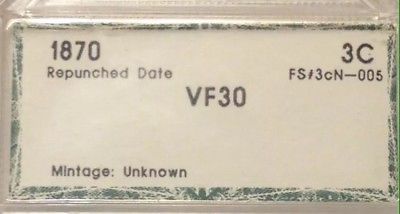 1870 3C
Repunched Date FS#3cN-005
VF30
Mintage: Unknown